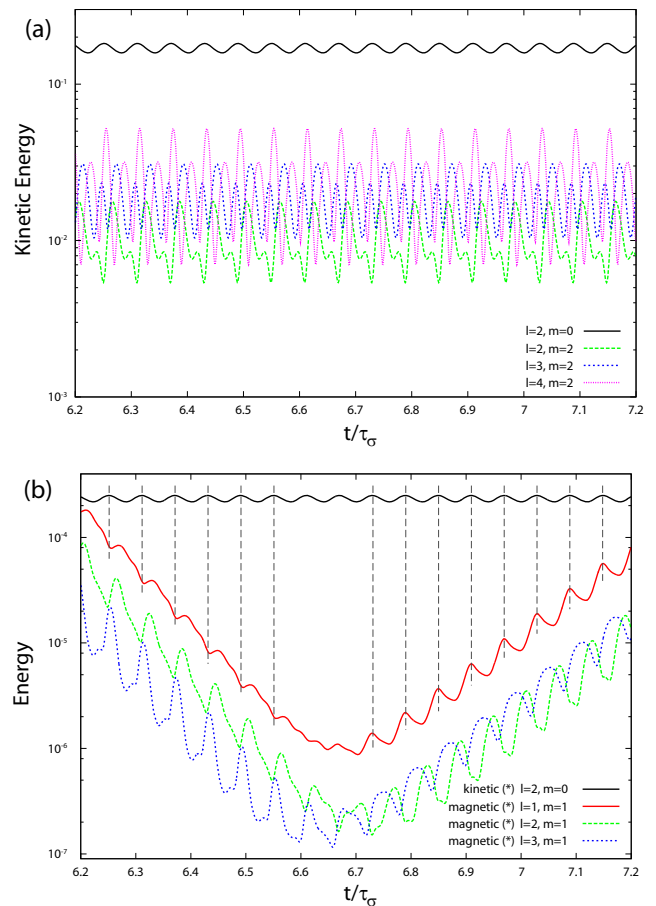 (a)
Kinetic Energy
10⁻¹
10⁻²
10⁻³
l=2, m=0
l=2, m=2
l=3, m=2
l=4, m=2
6.2 6.3 6.4 6.5 6.6 6.7 6.8 6.9 7 7.1 7.2
t/τσ
(b)
Energy
10⁻⁴
10⁻⁵
10⁻⁶
10⁻⁷
kinetic (*) l=2, m=0
magnetic (*) l=1, m=1
magnetic (*) l=2, m=1
magnetic (*) l=3, m=1
6.2 6.3 6.4 6.5 6.6 6.7 6.8 6.9 7 7.1 7.2
t/τσ